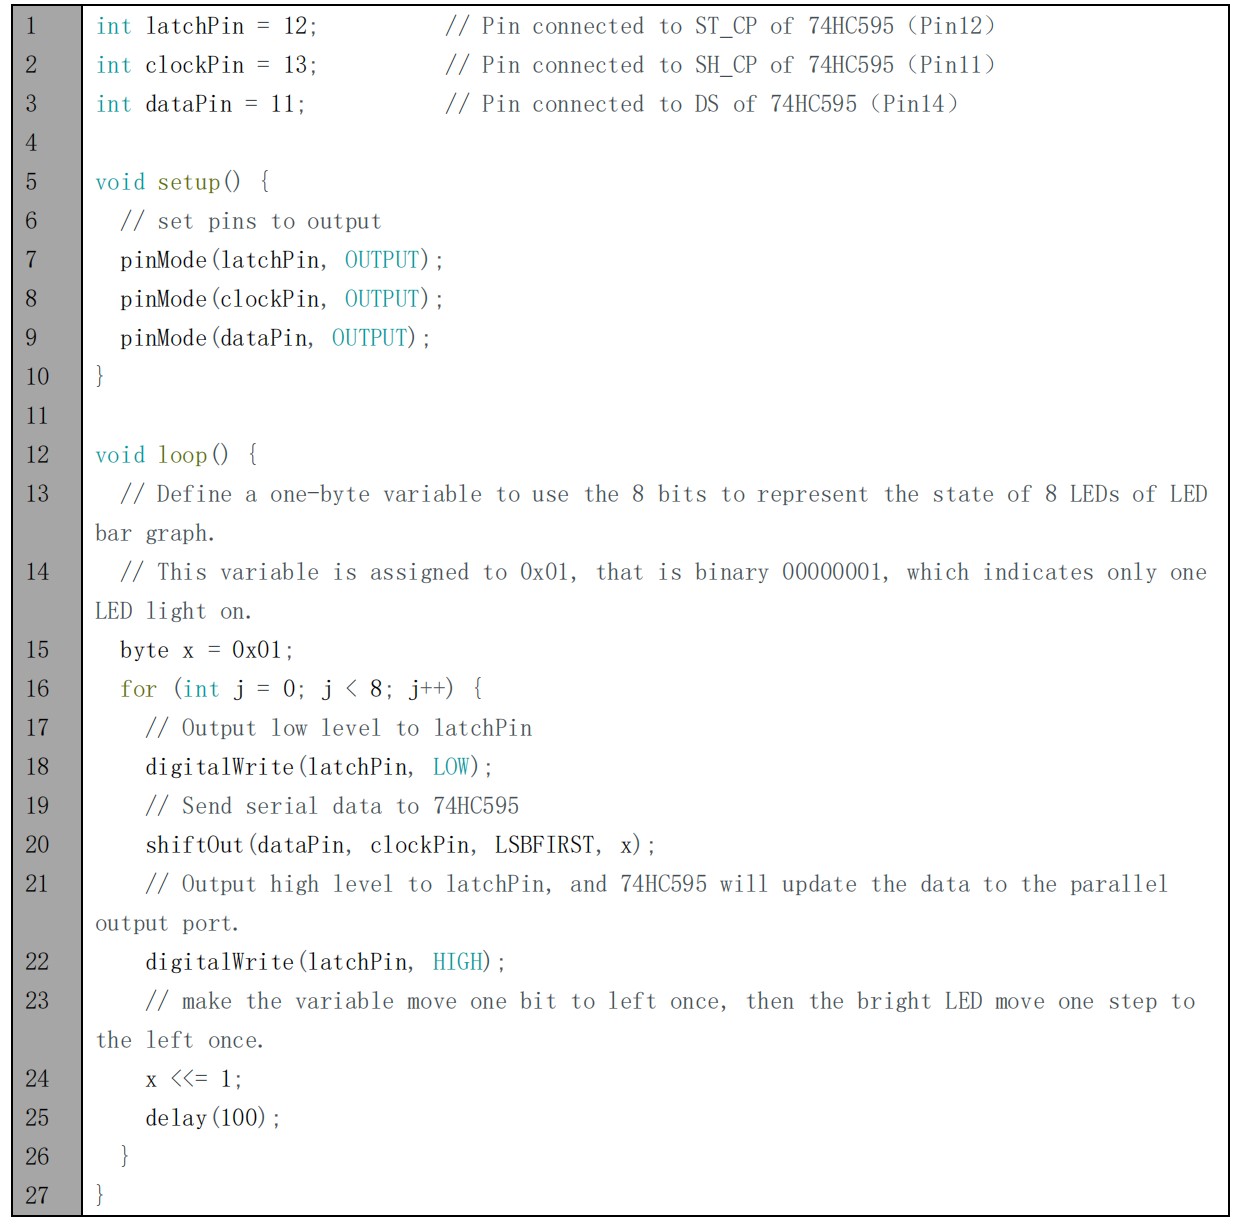 1 int latchPin = 12; // Pin connected to ST_CP of 74HC595（Pin12）
2 int clockPin = 13; // Pin connected to SH_CP of 74HC595（Pin11）
3 int dataPin = 11; // Pin connected to DS of 74HC595（Pin14）
4
5 void setup() {
6 // set pins to output
7 pinMode(latchPin, OUTPUT);
8 pinMode(clockPin, OUTPUT);
9 pinMode(dataPin, OUTPUT);
10 }
11
12 void loop() {
13 // Define a one-byte variable to use the 8 bits to represent the state of 8 LEDs of LED
bar graph.
14 // This variable is assigned to 0x01, that is binary 00000001, which indicates only one
LED light on.
15 byte x = 0x01;
16 for (int j = 0; j < 8; j++) {
17 // Output low level to latchPin
18 digitalWrite(latchPin, LOW);
19 // Send serial data to 74HC595
20 shiftOut(dataPin, clockPin, LSBFIRST, x);
21 // Output high level to latchPin, and 74HC595 will update the data to the parallel
output port.
22 digitalWrite(latchPin, HIGH);
23 // make the variable move one bit to left once, then the bright LED move one step to
the left once.
24 x <<= 1;
25 delay(100);
26 }
27 }